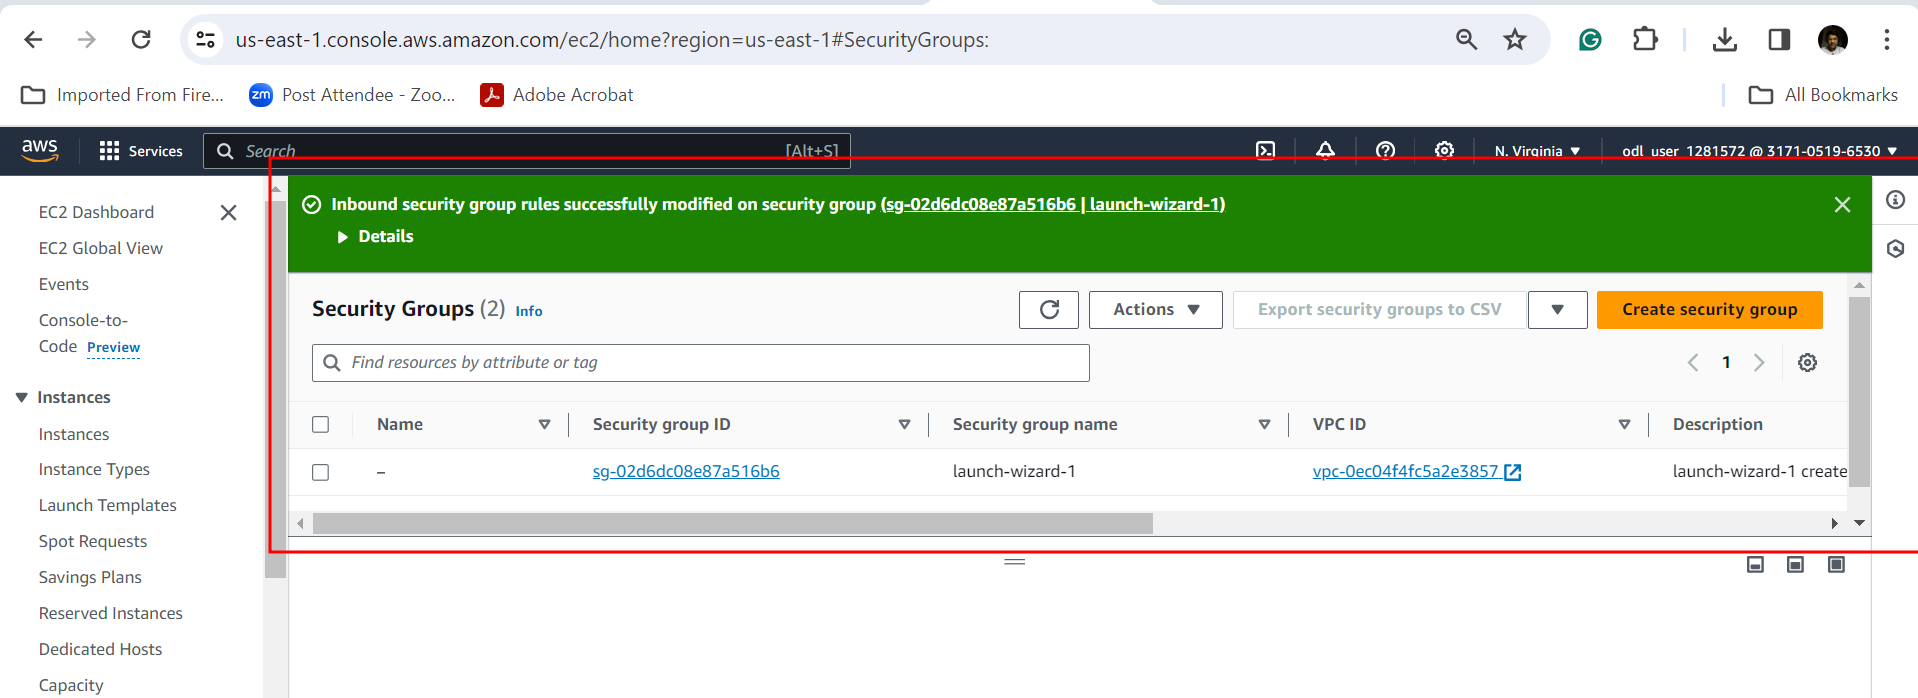 us-east-1.console.aws.amazon.com/ec2/home?region=us-east-1#SecurityGroups:
Imported From Fire... zm Post Attendee - Zoo... Adobe Acrobat All Bookmarks
aws Services Search [Alt+S] N. Virginia ▼ odl_user_1281572 @ 3171-0519-6530 ▼
EC2 Dashboard
EC2 Global View
Events
Console-to-
Code Preview
Instances
Instances
Instance Types
Launch Templates
Spot Requests
Savings Plans
Reserved Instances
Dedicated Hosts
Capacity
Inbound security group rules successfully modified on security group (sg-02d6dc08e87a516b6 | launch-wizard-1)
Details
Security Groups (2) Info Actions Export security groups to CSV Create security group
Find resources by attribute or tag 1
Name Security group ID Security group name VPC ID Description
– sg-02d6dc08e87a516b6 launch-wizard-1 vpc-0ec04f4fc5a2e3857 launch-wizard-1 create